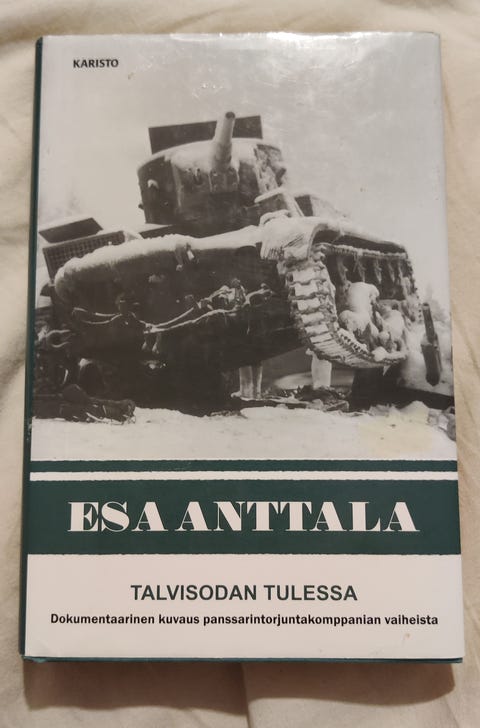 KARISTO
ESA ANTTALA
TALVISODAN TULESSA
Dokumentaarinen kuvaus panssarintorjuntakomppanian vaiheista